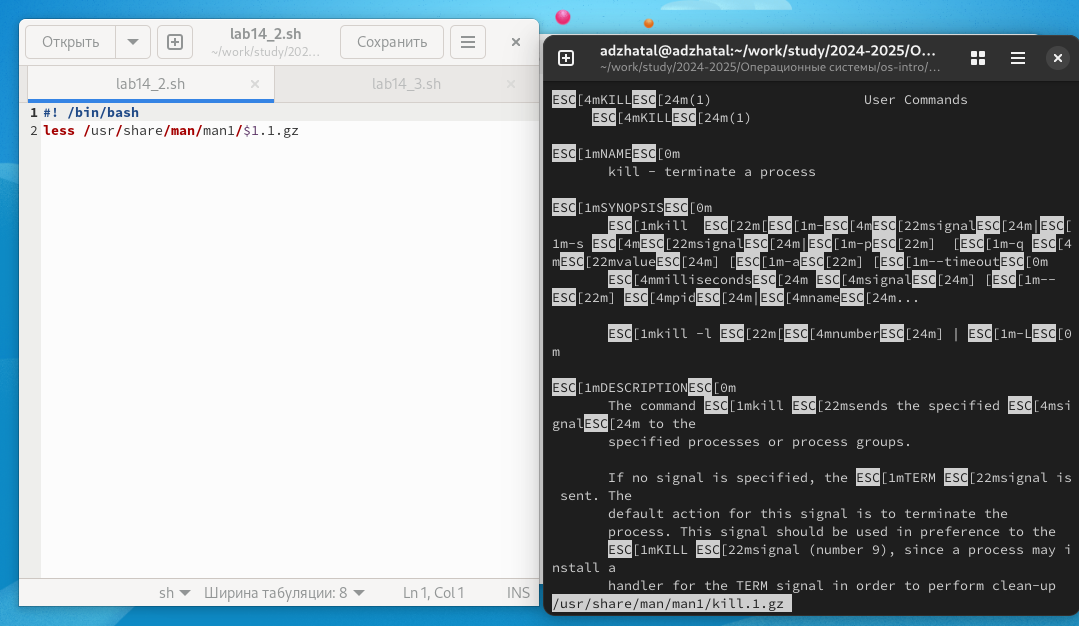 Открыть
lab14_2.sh
~/work/study/202...
Сохранить
lab14_2.sh
lab14_3.sh
1 #! /bin/bash
2 less /usr/share/man/man1/$1.1.gz
sh
Ширина табуляции: 8
Ln 1, Col 1
INS
adzhatal@adzhatal:~/work/study/2024-2025/О...
~/work/study/2024-2025/Операционные системы/os-intro/...
ESC[4mKILLESC[24m(1) User Commands
ESC[4mKILLESC[24m(1)
ESC[1mNAMEESC[0m
kill - terminate a process
ESC[1mSYNOPSISESC[0m
ESC[1mkill ESC[22m[ESC[1m-ESC[4mESC[22msignalESC[24m|ESC[
1m-s ESC[4mESC[22msignalESC[24m|ESC[1m-pESC[22m] [ESC[1m-q ESC[4
mESC[22mvalueESC[24m] [ESC[1m-aESC[22m] [ESC[1m--timeoutESC[0m
ESC[4mmillisecondsESC[24m ESC[4msignalESC[24m] [ESC[1m--
ESC[22m] ESC[4mpidESC[24m|ESC[4mnameESC[24m...
ESC[1mkill -l ESC[22m[ESC[4mnumberESC[24m] | ESC[1m-LESC[0
m
ESC[1mDESCRIPTIONESC[0m
The command ESC[1mkill ESC[22msends the specified ESC[4msi
gnalESC[24m to the
specified processes or process groups.
If no signal is specified, the ESC[1mTERM ESC[22msignal is
sent. The
default action for this signal is to terminate the
process. This signal should be used in preference to the
ESC[1mKILL ESC[22msignal (number 9), since a process may i
nstall a
handler for the TERM signal in order to perform clean-up
/usr/share/man/man1/kill.1.gz